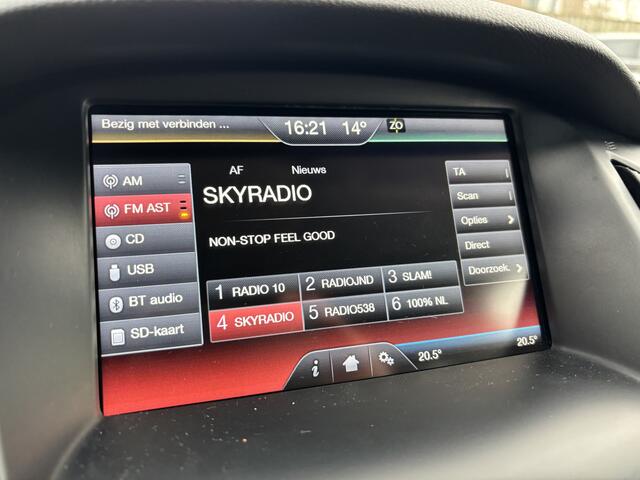 Bezig met verbinden ... 16:21 14° ZO
AF Nieuws
SKYRADIO
NON-STOP FEEL GOOD
AM
FM AST
CD
USB
BT audio
SD-kaart
1 RADIO 10 2 RADIOJND 3 SLAM!
4 SKYRADIO 5 RADIO538 6 100% NL
TA
Scan
Opties >
Direct
Doorzoek. >
i 20.5° 20.5°